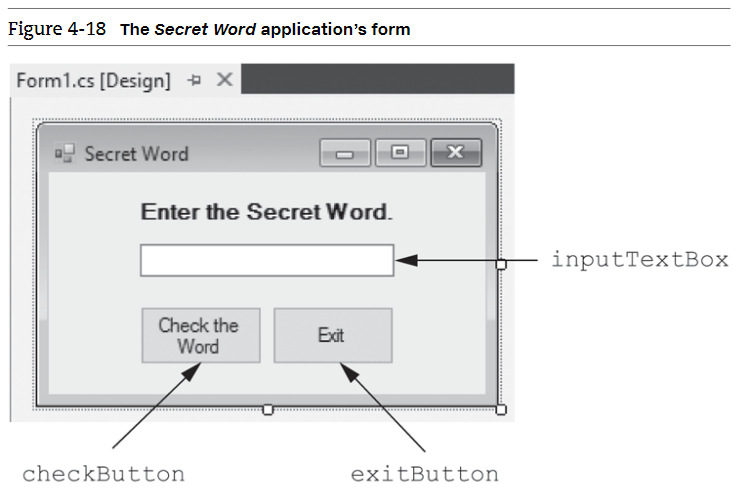 Figure 4-18 The Secret Word application's form
Form1.cs [Design]
Secret Word
Enter the Secret Word.
inputTextBox
Check the
Word
Exit
checkButton
exitButton